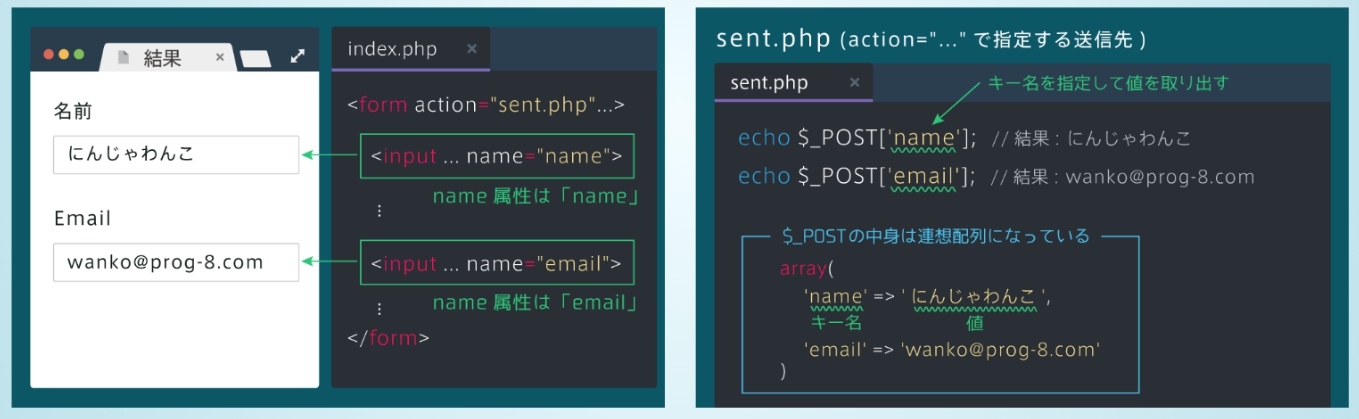 結果 ×
名前
にんじゃわんこ
Email
wanko@prog-8.com
index.php ×
<form action="sent.php"...>
<input ... name="name">
name 属性は「name」
⋮
<input ... name="email">
name 属性は「email」
⋮
</form>
sent.php (action="..." で指定する送信先 )
sent.php ×
キー名を指定して値を取り出す
echo $_POST['name']; // 結果 : にんじゃわんこ
echo $_POST['email']; // 結果 : wanko@prog-8.com
$_POSTの中身は連想配列になっている
array(
'name' => ' にんじゃわんこ ',
キー名 値
'email' => 'wanko@prog-8.com'
)